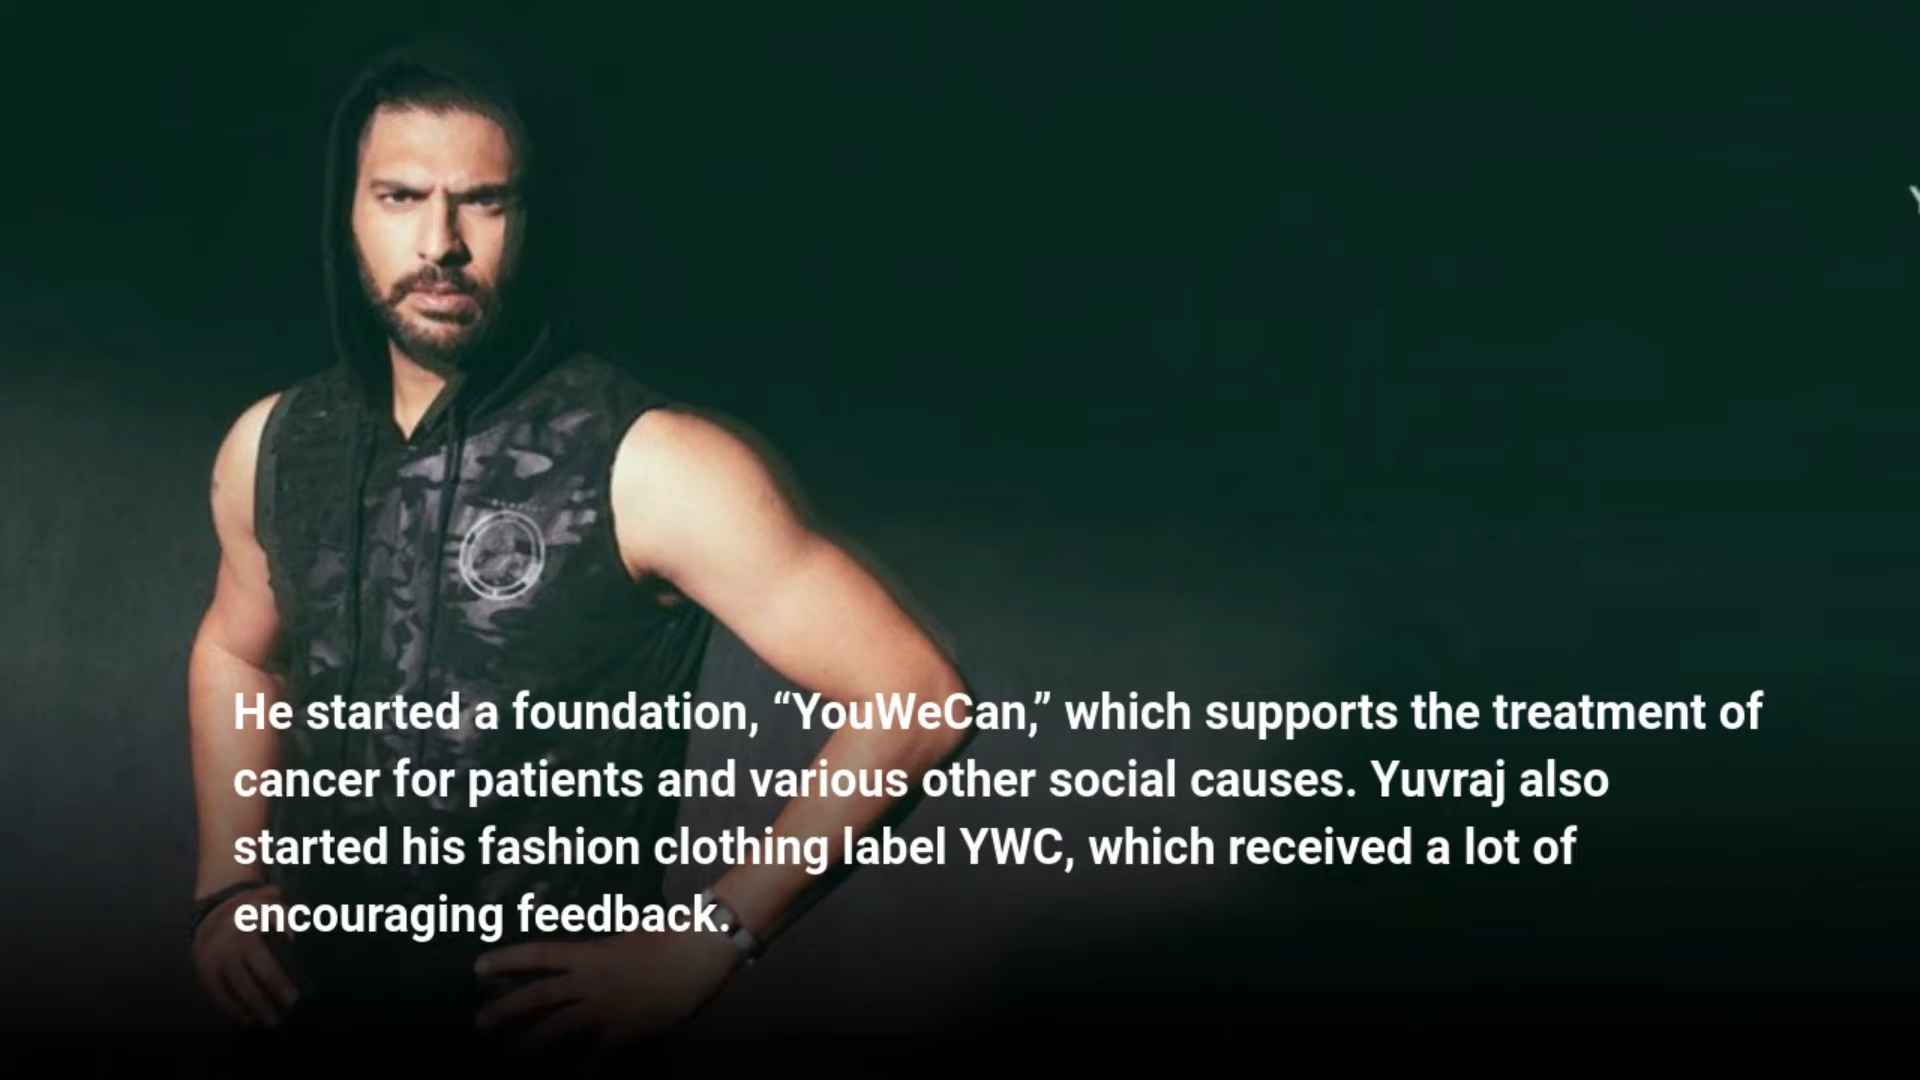 He started a foundation, “YouWeCan,” which supports the treatment of
cancer for patients and various other social causes. Yuvraj also
started his fashion clothing label YWC, which received a lot of
encouraging feedback.